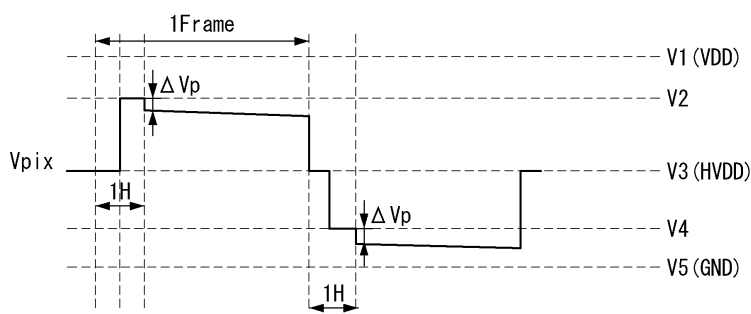 1Frame
V1(VDD)
ΔVp
V2
Vpix
V3(HVDD)
1H
ΔVp
V4
V5(GND)
1H